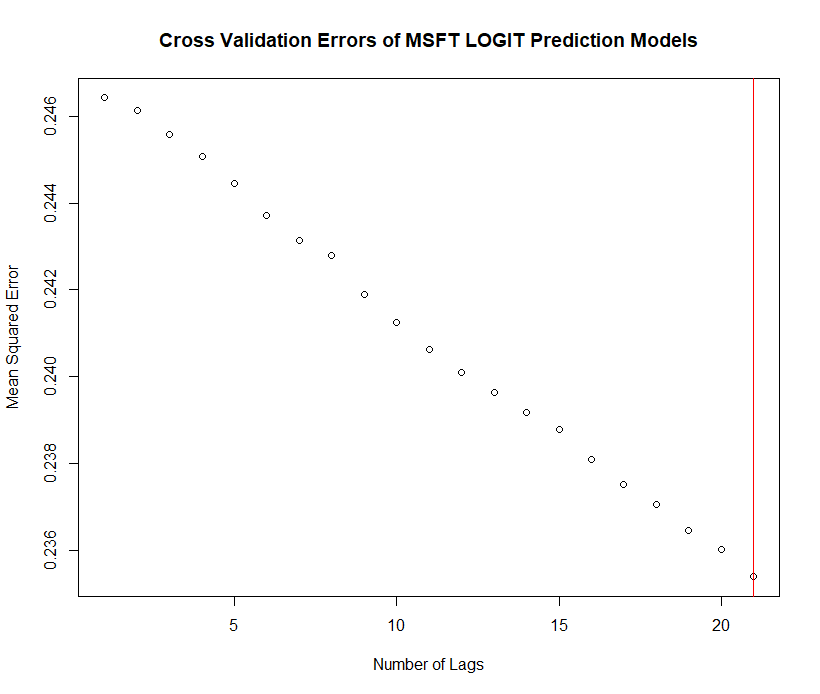 Cross Validation Errors of MSFT LOGIT Prediction Models
Mean Squared Error
0.246
0.244
0.242
0.240
0.238
0.236
5 10 15 20
Number of Lags